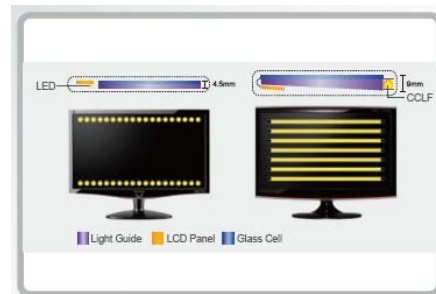 LED
4.5mm
9mm
CCLF
Light Guide
LCD Panel
Glass Cell